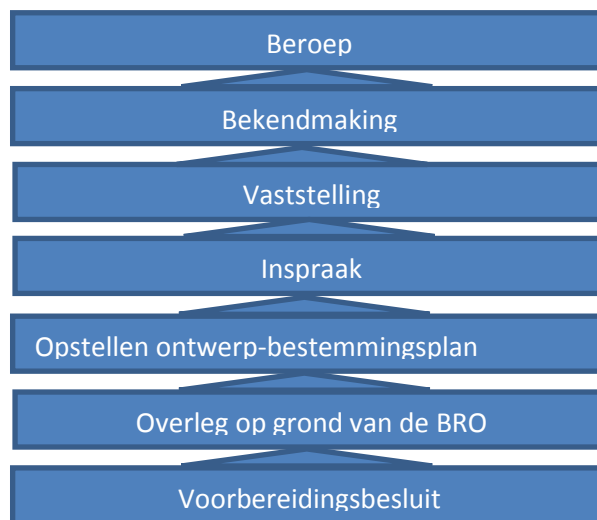 Beroep
Bekendmaking
Vaststelling
Inspraak
Opstellen ontwerp-bestemmingsplan
Overleg op grond van de BRO
Voorbereidingsbesluit